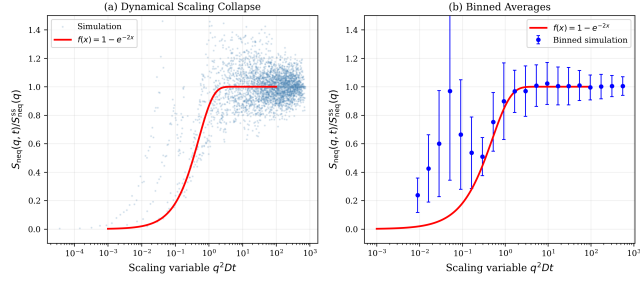 (a) Dynamical Scaling Collapse
Simulation
f(x) = 1 − e^{−2x}
1.4
1.2
1.0
0.8
0.6
0.4
0.2
0.0
S_neq(q, t)/S^ss_neq(q)
10^{−4} 10^{−3} 10^{−2} 10^{−1} 10^0 10^1 10^2 10^3
Scaling variable q^2Dt
(b) Binned Averages
f(x) = 1 − e^{−2x}
Binned simulation
1.4
1.2
1.0
0.8
0.6
0.4
0.2
0.0
S_neq(q, t)/S^ss_neq(q)
10^{−3} 10^{−2} 10^{−1} 10^0 10^1 10^2 10^3
Scaling variable q^2Dt